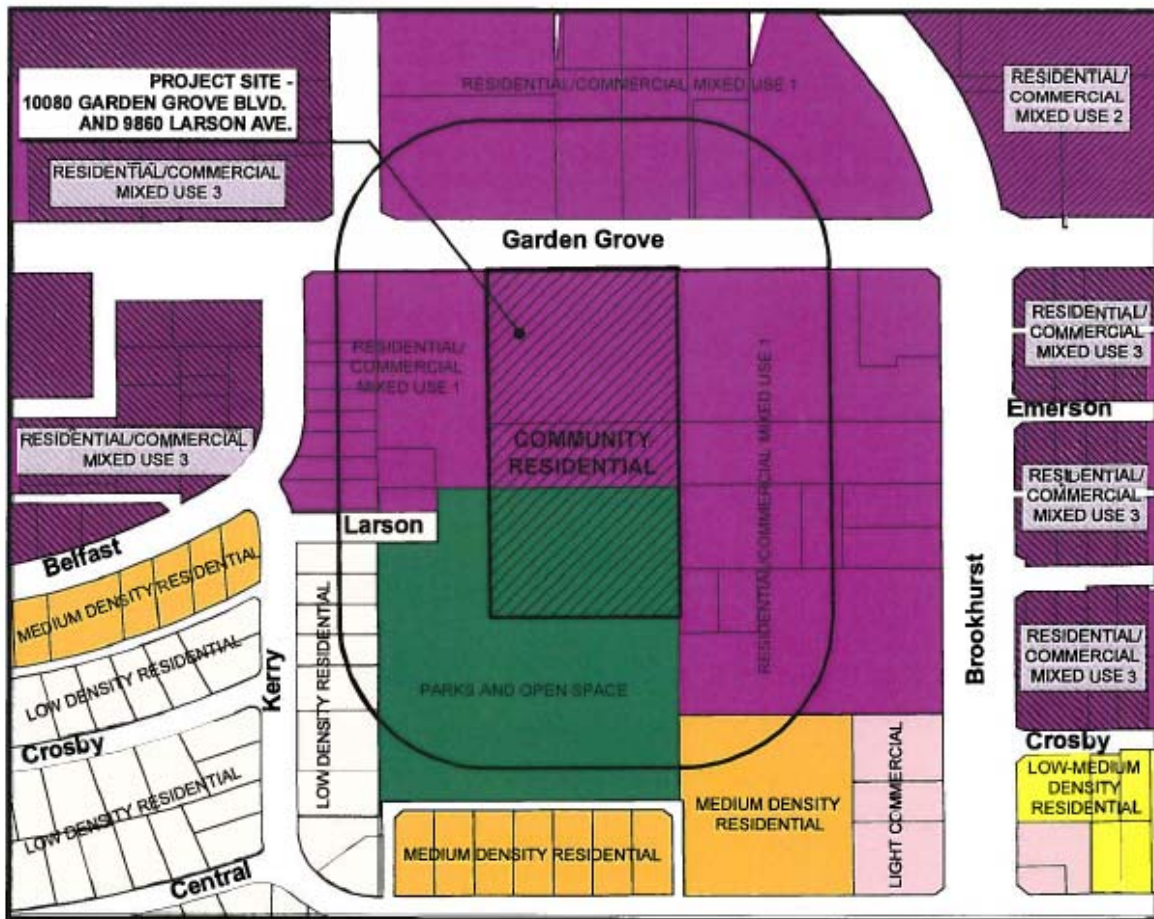 PROJECT SITE -
10080 GARDEN GROVE BLVD.
AND 9860 LARSON AVE.
RESIDENTIAL/COMMERCIAL MIXED USE 1
RESIDENTIAL/
COMMERCIAL
MIXED USE 2
RESIDENTIAL/COMMERCIAL
MIXED USE 3
Garden Grove
RESIDENTIAL/
COMMERCIAL
MIXED USE 3
RESIDENTIAL/
COMMERCIAL
MIXED USE 1
RESIDENTIAL/COMMERCIAL MIXED USE 1
Emerson
RESIDENTIAL/COMMERCIAL
MIXED USE 3
COMMUNITY
RESIDENTIAL
RESIDENTIAL/
COMMERCIAL
MIXED USE 3
Larson
Belfast
MEDIUM DENSITY RESIDENTIAL
LOW DENSITY RESIDENTIAL
Kerry
LOW DENSITY RESIDENTIAL
PARKS AND OPEN SPACE
Brookhurst
RESIDENTIAL/
COMMERCIAL
MIXED USE 3
Crosby
Crosby
LOW DENSITY RESIDENTIAL
MEDIUM DENSITY
RESIDENTIAL
LIGHT COMMERCIAL
LOW-MEDIUM
DENSITY
RESIDENTIAL
MEDIUM DENSITY RESIDENTIAL
Central